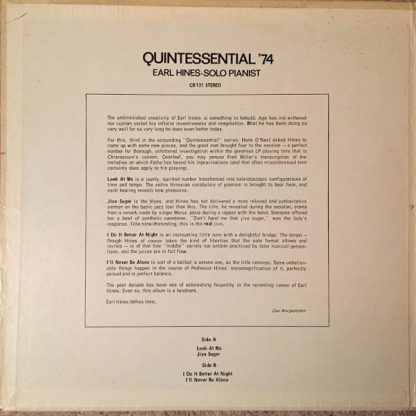 QUINTESSENTIAL '74
EARL HINES-SOLO PIANIST
CR 131 STEREO
The undiminished creativity of Earl Hines is something to behold. Age has not withered
nor custom staled his infinite inventiveness and imagination. What he has been doing so
very well for so very long he does even better today.
For this, third in the astounding "Quintessential" series, Hank O'Neal asked Hines to
come up with some new pieces, and the great man brought four to the session - a perfect
number for thorough, unfettered investigation within the generous LP playing time that is
Chiaroscuro's custom. Overleaf, you may peruse Fred Miller's transcription of the
melodies on which Fatha has based his improvisations (and that often misunderstood term
certainly does apply to his playing).
Look At Me is a jaunty, spirited number transformed into kaleidoscopic configurations of
time and tempo. The entire Hinesian vocabulary of pianism is brought to bear here, and
each hearing reveals new pleasures.
Jive Sugar is the blues, and Hines has not delivered a more relaxed and authoritative
sermon on the basic jazz text than this. The title, he revealed during the session, stems
from a remark made by singer Marva Josie during a repast with the band. Someone offered
her a bowl of synthetic sweetener. "Don't hand me that jive sugar," was the lady's
response. Title notwithstanding, this is the real jive.
I Do It Better At Night is an insinuating little tune with a delightful bridge. The tempo —
though Hines of course takes the kind of liberties that the solo format allows and
invites - is of that fine "middle" variety too seldom practiced by later musical genera-
tions, and the juices are in full flow.
I'll Never Be Alone is sort of a ballad; a serene one, as the title conveys. Some unbeliev-
able things happen in the course of Professor Hines' transmogrification of it, perfectly
poised and in perfect balance.
The past decade has been one of astonishing fecundity in the recording career of Earl
Hines. Even so, this album is a landmark.
Earl Hines defies time.
Dan Morgenstern
Side A
Look At Me
Jive Sugar
Side B
I Do It Better At Night
I'll Never Be Alone